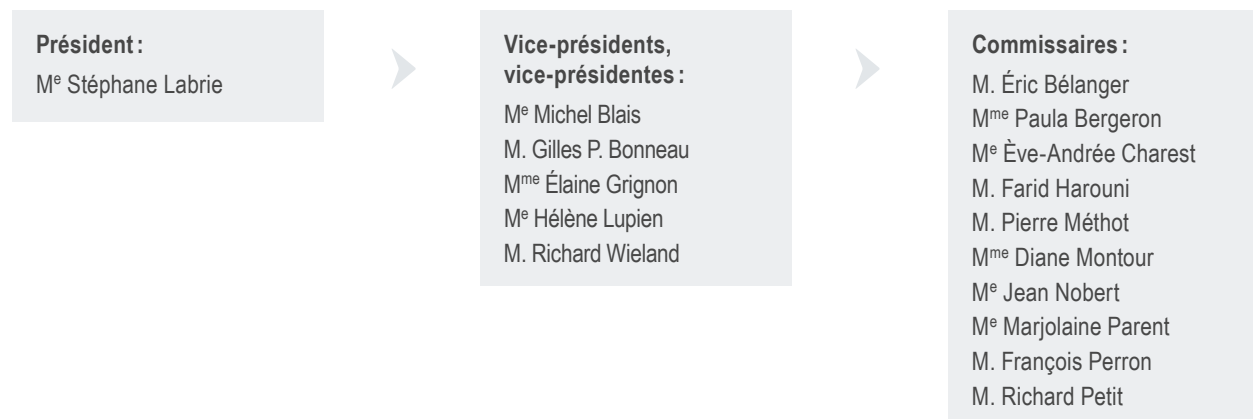 Président :
Me Stéphane Labrie
Vice-présidents,
vice-présidentes :
Me Michel Blais
M. Gilles P. Bonneau
Mme Élaine Grignon
Me Hélène Lupien
M. Richard Wieland
Commissaires :
M. Éric Bélanger
Mme Paula Bergeron
Me Ève-Andrée Charest
M. Farid Harouni
M. Pierre Méthot
Mme Diane Montour
Me Jean Nobert
Me Marjolaine Parent
M. François Perron
M. Richard Petit